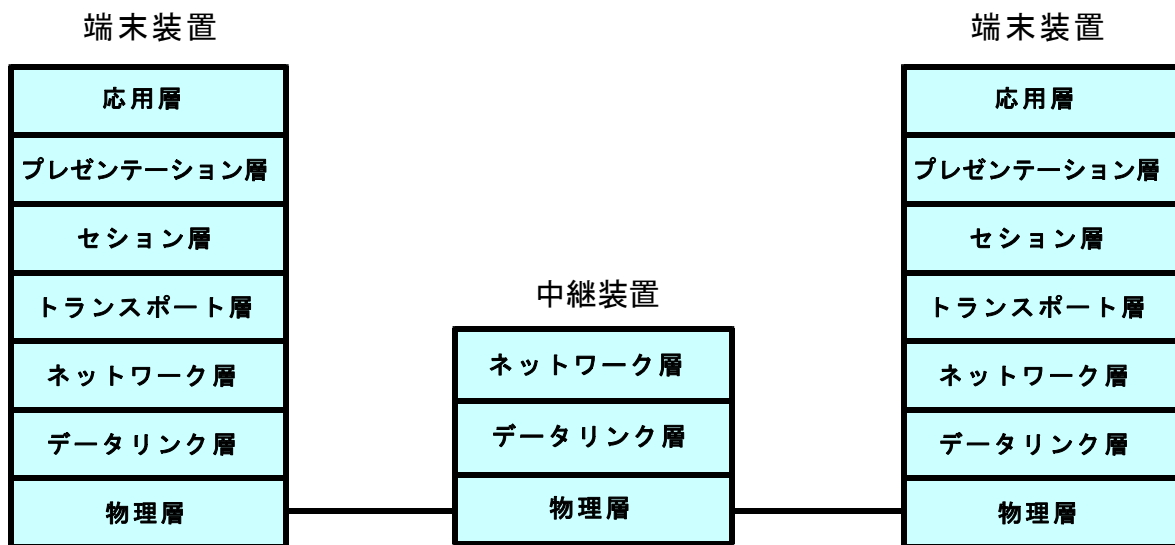 端末装置
応用層
プレゼンテーション層
セション層
トランスポート層
ネットワーク層
データリンク層
物理層
中継装置
ネットワーク層
データリンク層
物理層
端末装置
応用層
プレゼンテーション層
セション層
トランスポート層
ネットワーク層
データリンク層
物理層